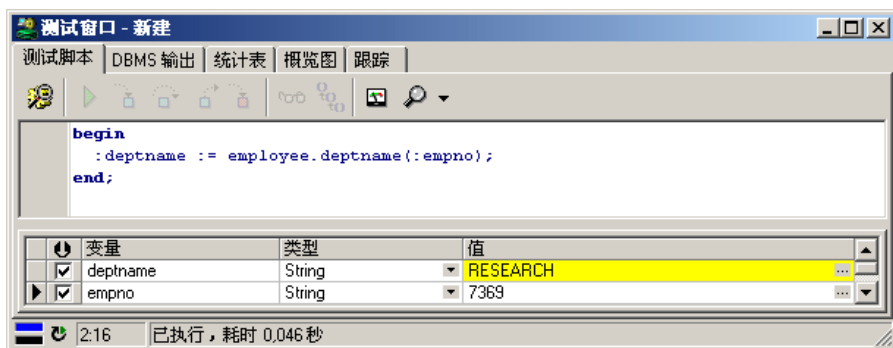 测试窗口 - 新建
测试脚本 DBMS 输出 统计表 概览图 跟踪
begin
:deptname := employee.deptname(:empno);
end;
变量 类型 值
deptname String RESEARCH
empno String 7369
2:16 已执行，耗时 0.046 秒